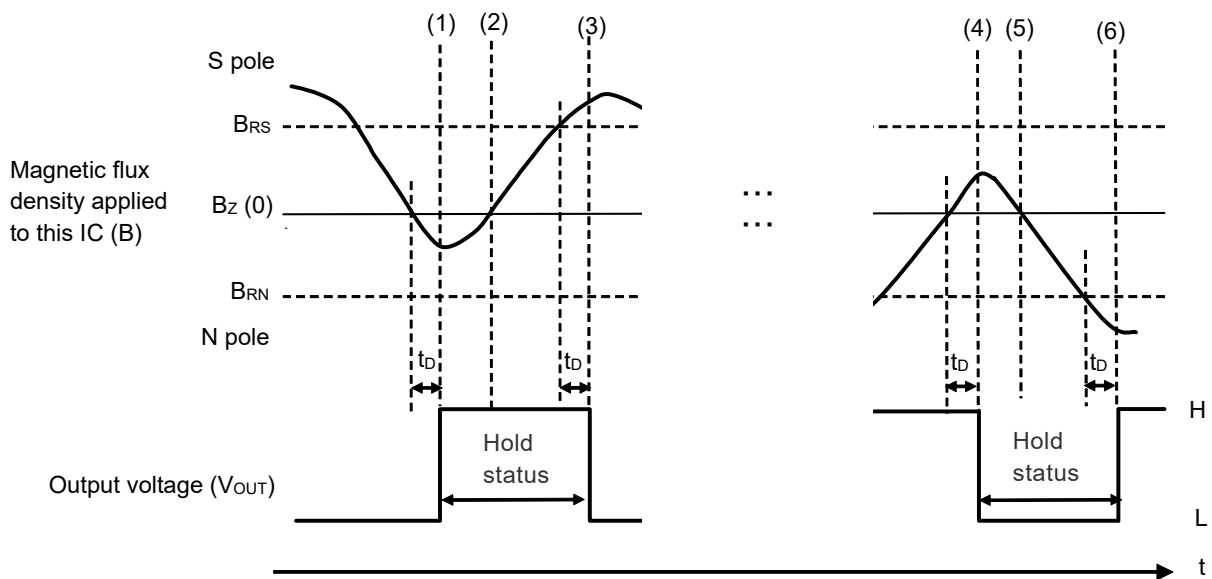 (1)
(2)
(3)
(4)
(5)
(6)
S pole
BRS
Magnetic flux
density applied
to this IC (B)
BZ (0)
BRN
N pole
...
...
tD
tD
tD
tD
H
Hold
status
Hold
status
Output voltage (VOUT)
L
t